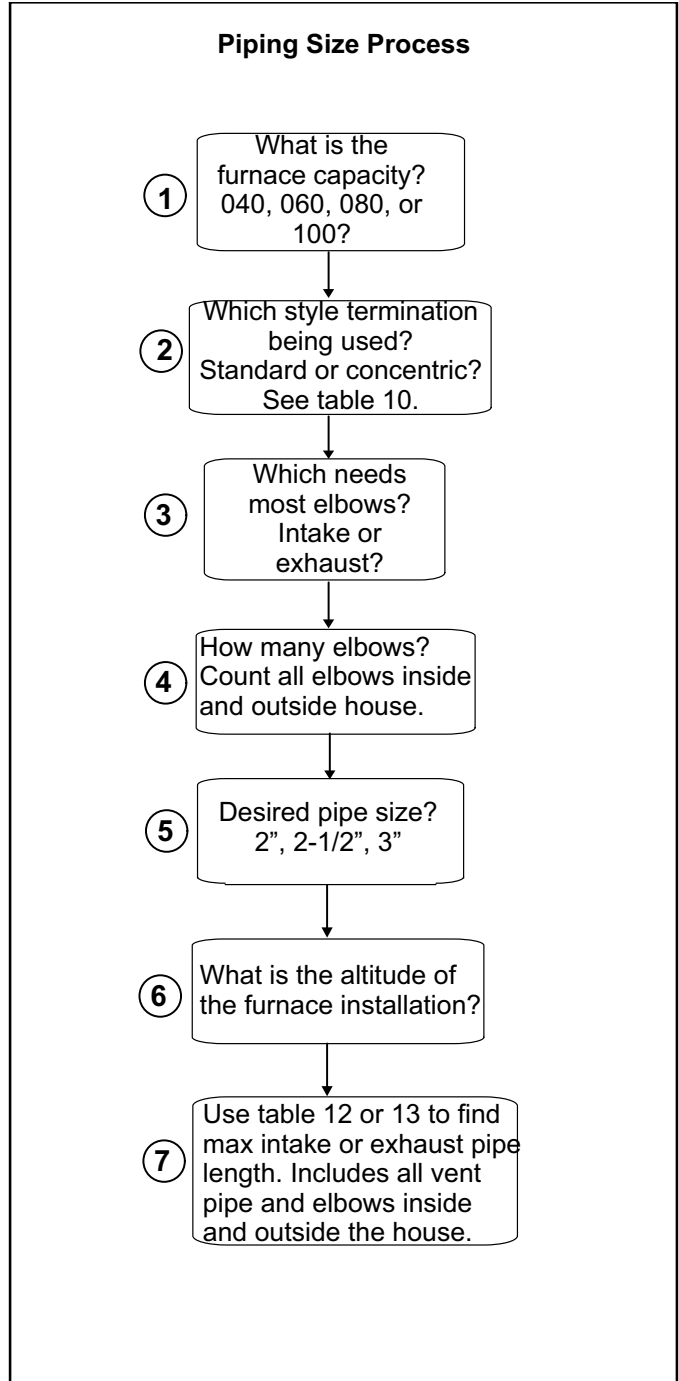 Piping Size Process
1
What is the
furnace capacity?
040, 060, 080, or
100?
2
Which style termination
being used?
Standard or concentric?
See table 10.
3
Which needs
most elbows?
Intake or
exhaust?
4
How many elbows?
Count all elbows inside
and outside house.
5
Desired pipe size?
2”, 2-1/2”, 3”
6
What is the altitude of
the furnace installation?
7
Use table 12 or 13 to find
max intake or exhaust pipe
length. Includes all vent
pipe and elbows inside
and outside the house.